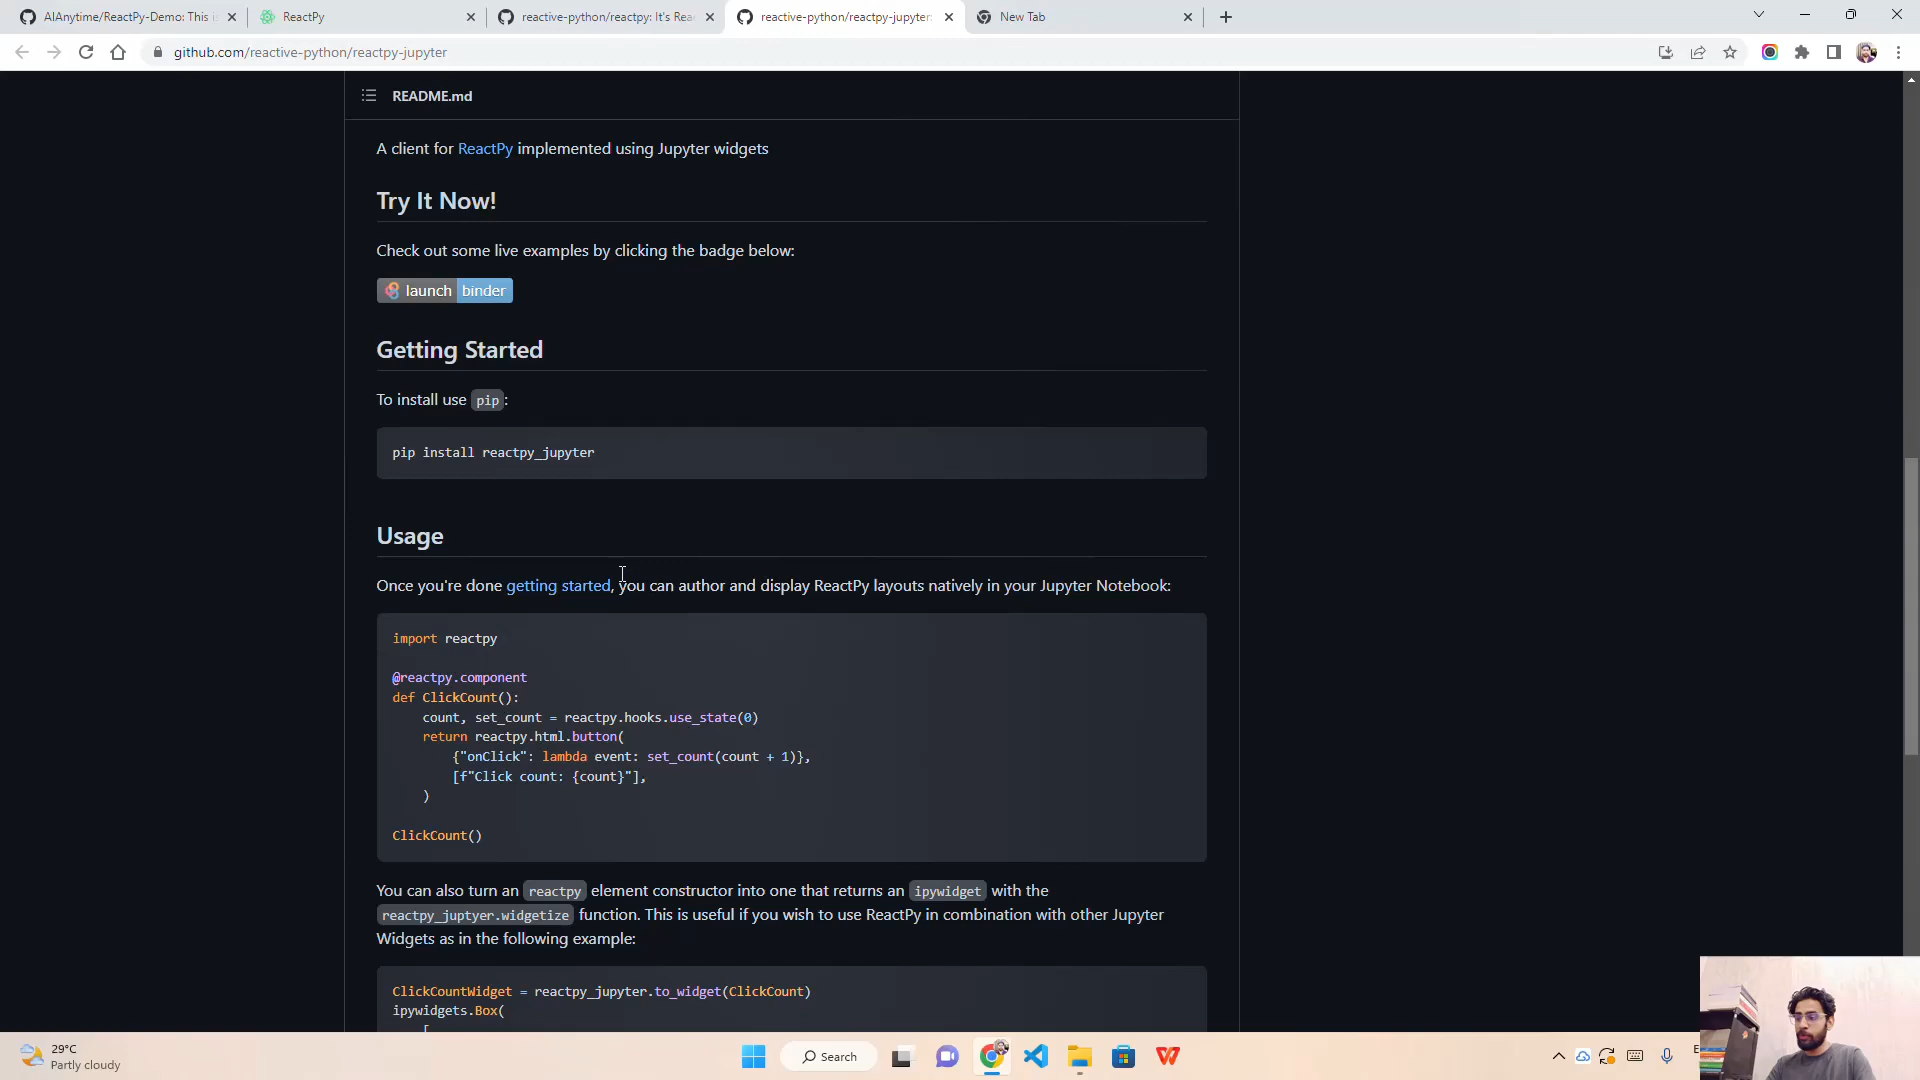 AIAnytime/ReactPy-Demo: This i
ReactPy
reactive-python/reactpy: It's Rea
reactive-python/reactpy-jupyter:
New Tab
github.com/reactive-python/reactpy-jupyter
README.md
A client for ReactPy implemented using Jupyter widgets
Try It Now!
Check out some live examples by clicking the badge below:
launch binder
Getting Started
To install use pip:
pip install reactpy_jupyter
Usage
Once you're done getting started, you can author and display ReactPy layouts natively in your Jupyter Notebook:
import reactpy
@reactpy.component
def ClickCount():
count, set_count = reactpy.hooks.use_state(0)
return reactpy.html.button(
{"onClick": lambda event: set_count(count + 1)},
[f"Click count: {count}"],
)
ClickCount()
You can also turn an reactpy element constructor into one that returns an ipywidget with the
reactpy_juptyer.widgetize function. This is useful if you wish to use ReactPy in combination with other Jupyter
Widgets as in the following example:
ClickCountWidget = reactpy_jupyter.to_widget(ClickCount)
ipywidgets.Box(
[
29°C
Partly cloudy
Search